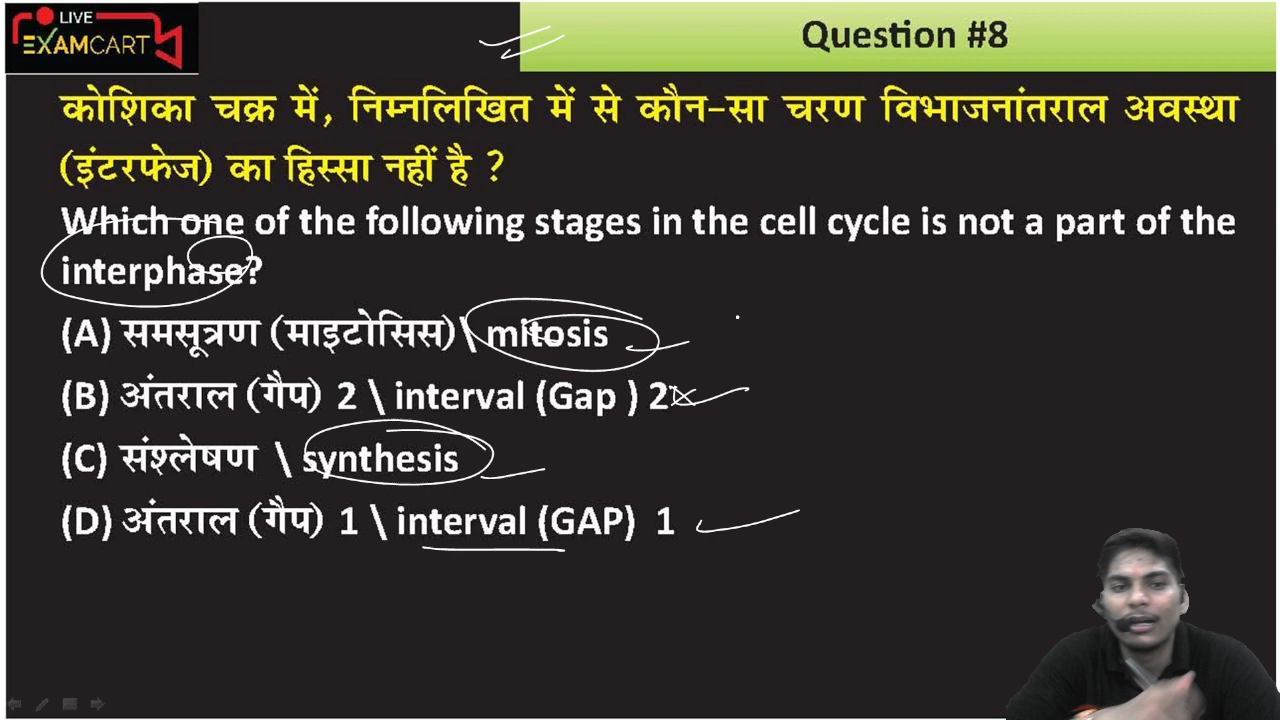 LIVE
EXAMCART
Question #8
कोशिका चक्र में, निम्नलिखित में से कौन-सा चरण विभाजनांतराल अवस्था
(इंटरफेज) का हिस्सा नहीं है ?
Which one of the following stages in the cell cycle is not a part of the
interphase?
(A) समसूत्रण (माइटोसिस)\ mitosis
(B) अंतराल (गैप) 2 \ interval (Gap ) 2
(C) संश्लेषण \ synthesis
(D) अंतराल (गैप) 1 \ interval (GAP) 1